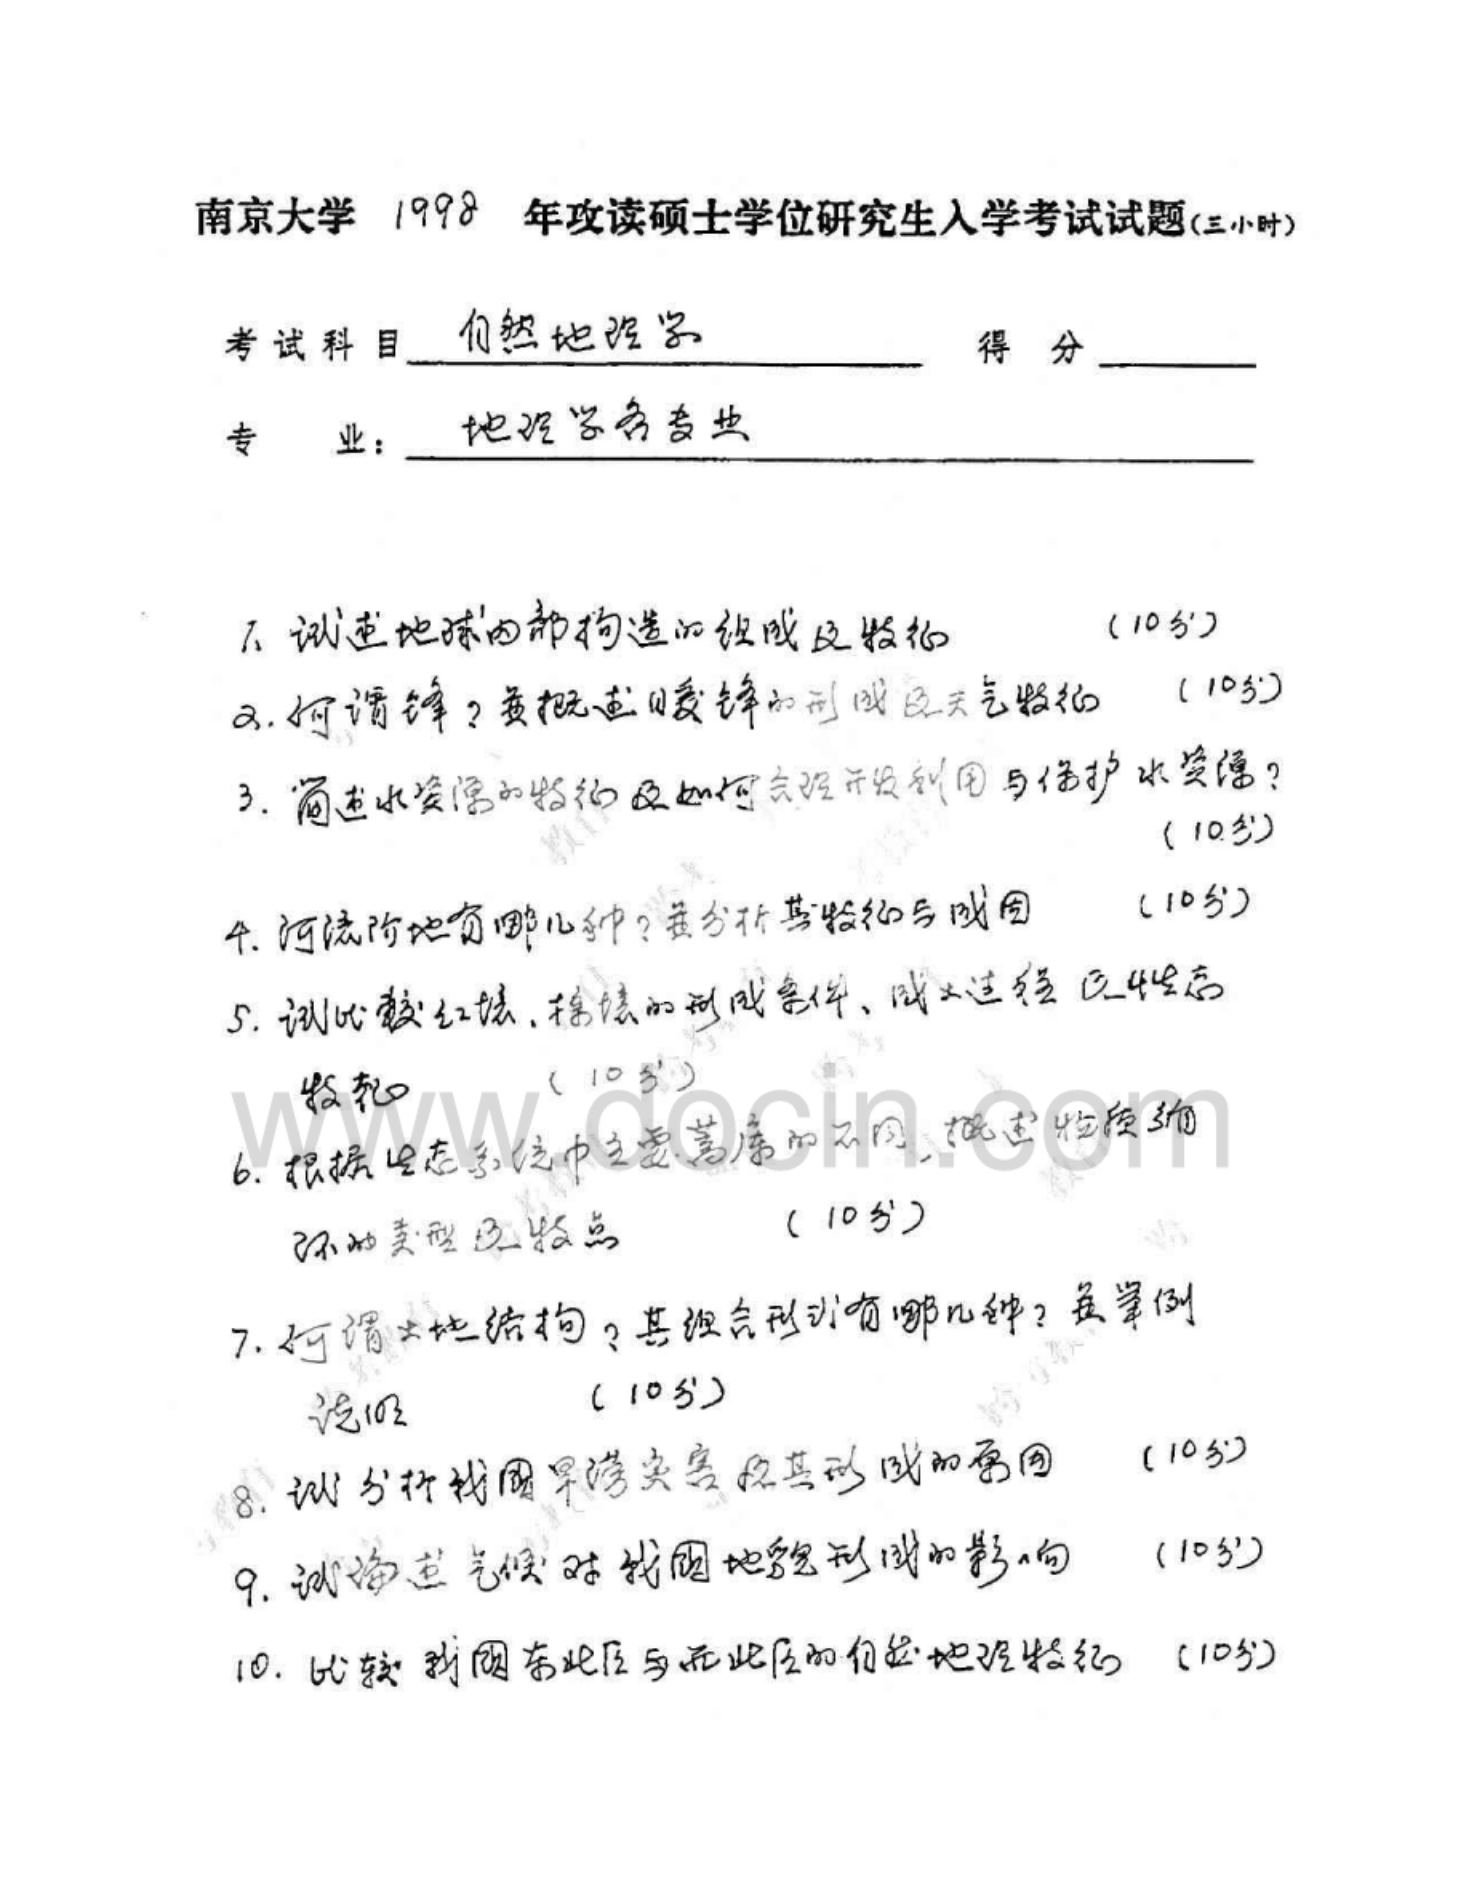 南京大学 1998 年攻读硕士学位研究生入学考试试题(三小时)
考试科目 自然地理学 得分
专业: 地理学各专业
1. 试述地球内部构造的组成及特征 (10分)
2. 何谓锋?并概述暖锋的形成及天气特征 (10分)
3. 简述水资源的特征及如何合理开发利用与保护水资源?
(10分)
4. 河流阶地有哪几种?并分析其特征与成因 (10分)
5. 试比较红壤、棕壤的形成条件、成土过程及性态
特征 (10分)
www.docin.com
6. 根据生态系统中主要蓄库的不同,概述物质循
环的类型及特点 (10分)
7. 何谓土地结构?其组合形式有哪几种?并举例
说明 (10分)
8. 试分析我国旱涝灾害及其形成的原因 (10分)
9. 试论述气候对我国地貌形成的影响 (10分)
10. 比较我国东北区与西北区的自然地理特征 (10分)